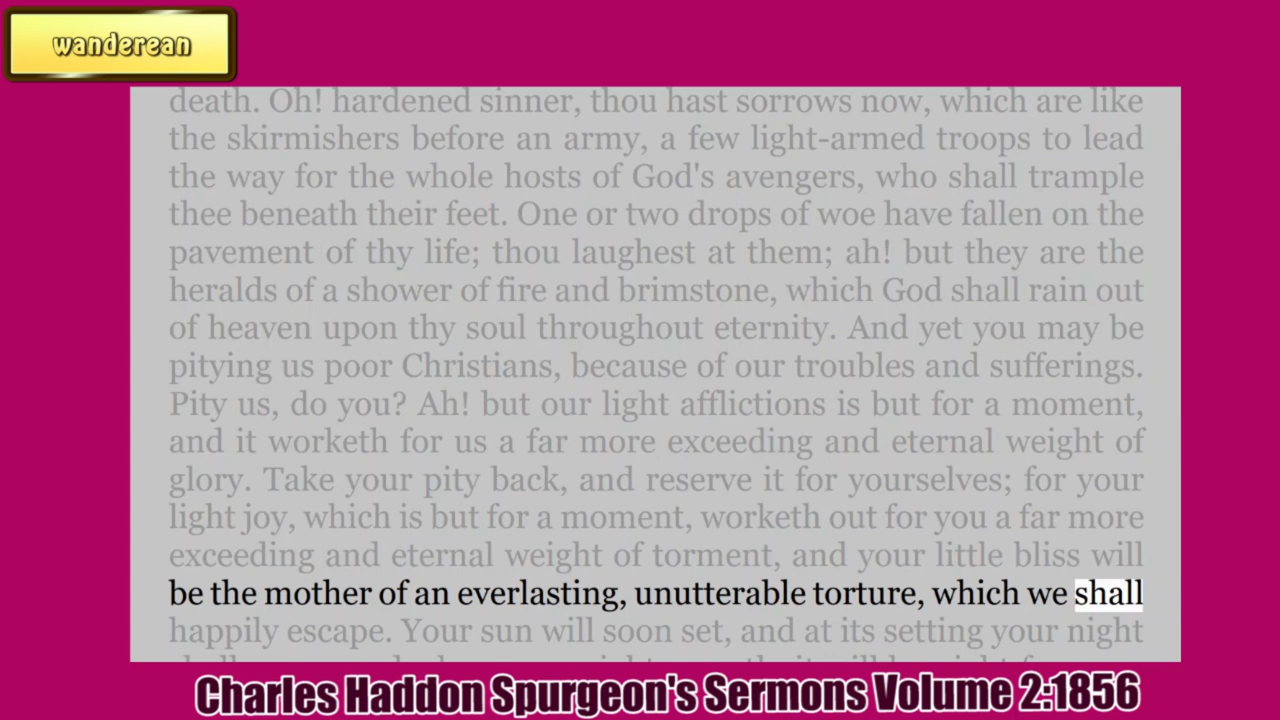 wanderean
death. Oh! hardened sinner, thou hast sorrows now, which are like
the skirmishers before an army, a few light-armed troops to lead
the way for the whole hosts of God's avengers, who shall trample
thee beneath their feet. One or two drops of woe have fallen on the
pavement of thy life; thou laughest at them; ah! but they are the
heralds of a shower of fire and brimstone, which God shall rain out
of heaven upon thy soul throughout eternity. And yet you may be
pitying us poor Christians, because of our troubles and sufferings.
Pity us, do you? Ah! but our light afflictions is but for a moment,
and it worketh for us a far more exceeding and eternal weight of
glory. Take your pity back, and reserve it for yourselves; for your
light joy, which is but for a moment, worketh out for you a far more
exceeding and eternal weight of torment, and your little bliss will
be the mother of an everlasting, unutterable torture, which we shall
happily escape. Your sun will soon set, and at its setting your night
Charles Haddon Spurgeon's Sermons Volume 2:1856